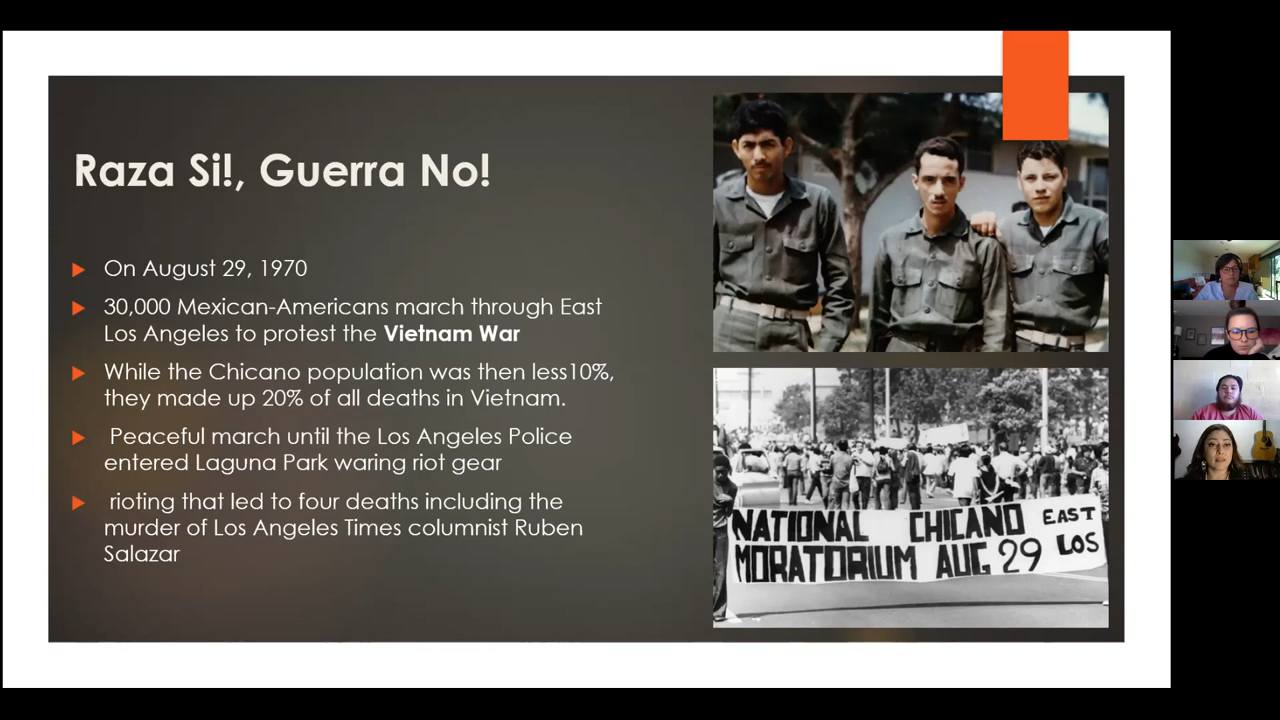 Raza Si!, Guerra No!
On August 29, 1970
30,000 Mexican-Americans march through East
Los Angeles to protest the Vietnam War
While the Chicano population was then less10%,
they made up 20% of all deaths in Vietnam.
Peaceful march until the Los Angeles Police
entered Laguna Park waring riot gear
rioting that led to four deaths including the
murder of Los Angeles Times columnist Ruben
Salazar
NATIONAL CHICANO EAST
MORATORIUM AUG 29 LOS